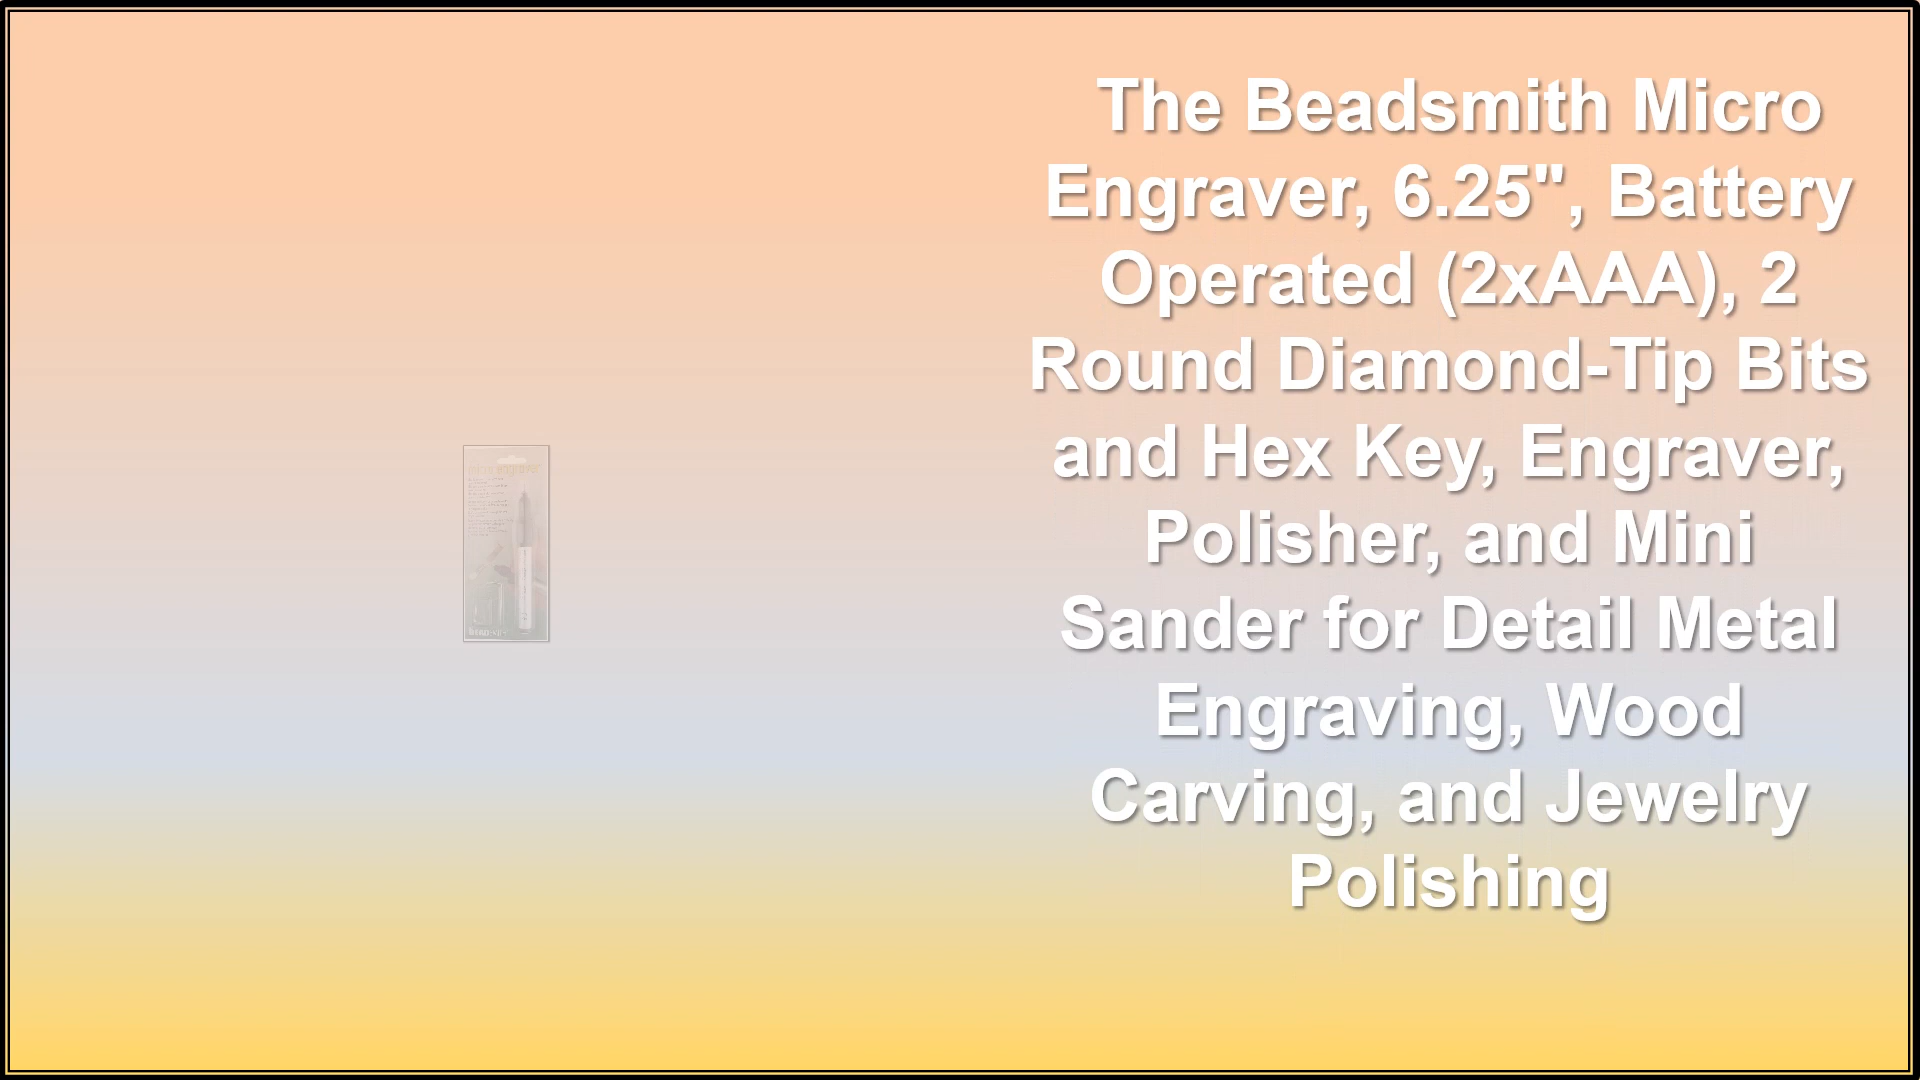 The Beadsmith Micro
Engraver, 6.25", Battery
Operated (2xAAA), 2
Round Diamond-Tip Bits
and Hex Key, Engraver,
Polisher, and Mini
Sander for Detail Metal
Engraving, Wood
Carving, and Jewelry
Polishing